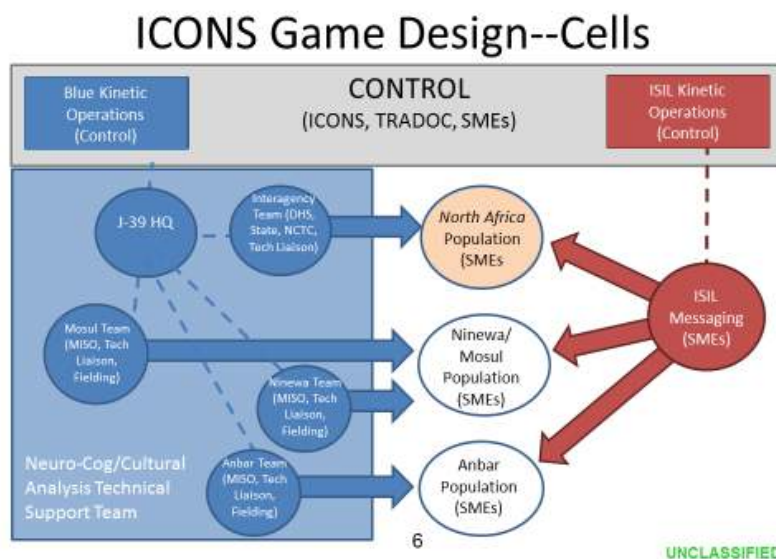 ICONS Game Design--Cells
Blue Kinetic
Operations
(Control)
CONTROL
(ICONS, TRADOC, SMEs)
ISIL Kinetic
Operations
(Control)
J-39 HQ
Interagency
Team (DHS,
State, NCTC,
Tech Liaison)
North Africa
Population
(SMEs
ISIL
Messaging
(SMEs)
Mosul Team
(MISO, Tech
Liaison,
Fielding)
Ninewa/
Mosul
Population
(SMEs)
Ninewa Team
(MISO, Tech
Liaison,
Fielding)
Neuro-Cog/Cultural
Analysis Technical
Support Team
Anbar Team
(MISO, Tech
Liaison,
Fielding)
Anbar
Population
(SMEs)
6
UNCLASSIFIED